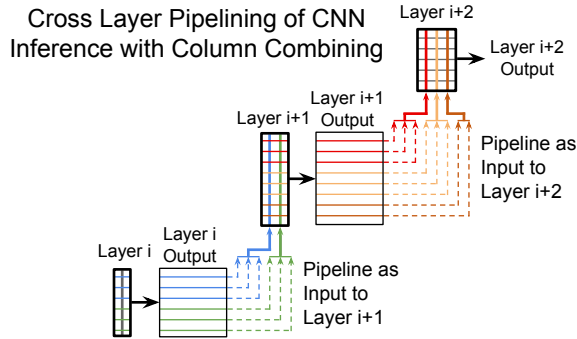 Cross Layer Pipelining of CNN
Inference with Column Combining
Layer i+2
Layer i+2
Output
Layer i+1
Layer i+1
Output
Pipeline as
Input to
Layer i+2
Layer i
Layer i
Output
Pipeline as
Input to
Layer i+1